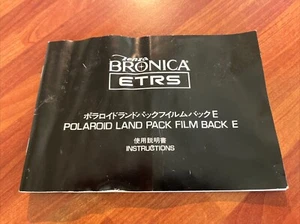 Zenza
BRONICA
ETRS
ポラロイドランドパックフイルムバックE
POLAROID LAND PACK FILM BACK E
使用説明書
INSTRUCTIONS